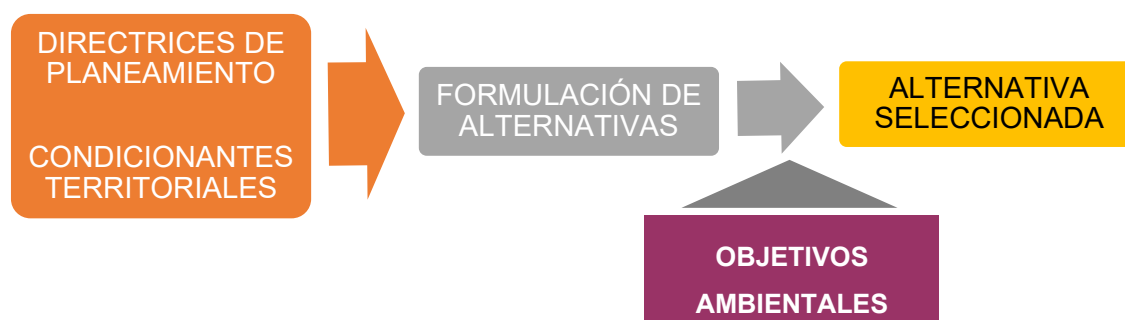 DIRECTRICES DE
PLANEAMIENTO
CONDICIONANTES
TERRITORIALES
FORMULACIÓN DE
ALTERNATIVAS
ALTERNATIVA
SELECCIONADA
OBJETIVOS
AMBIENTALES